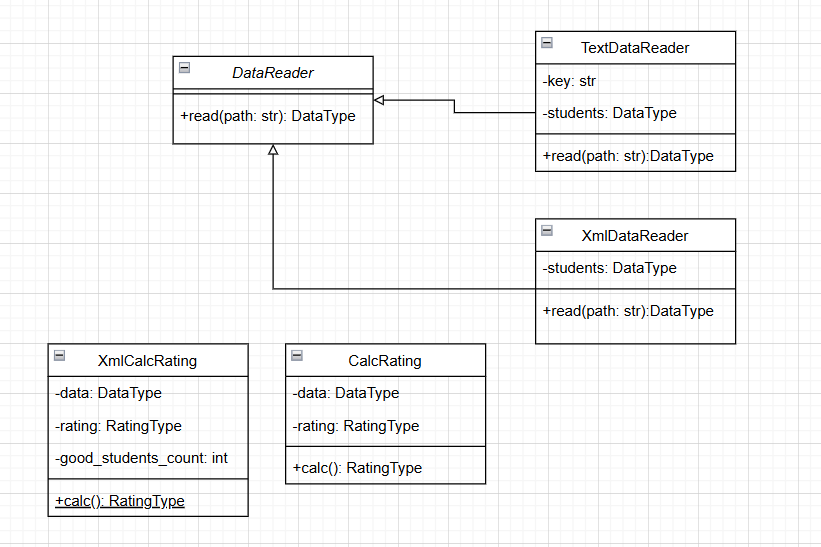 DataReader
+read(path: str): DataType
TextDataReader
-key: str
-students: DataType
+read(path: str):DataType
XmlDataReader
-students: DataType
+read(path: str):DataType
XmlCalcRating
-data: DataType
-rating: RatingType
-good_students_count: int
+calc(): RatingType
CalcRating
-data: DataType
-rating: RatingType
+calc(): RatingType